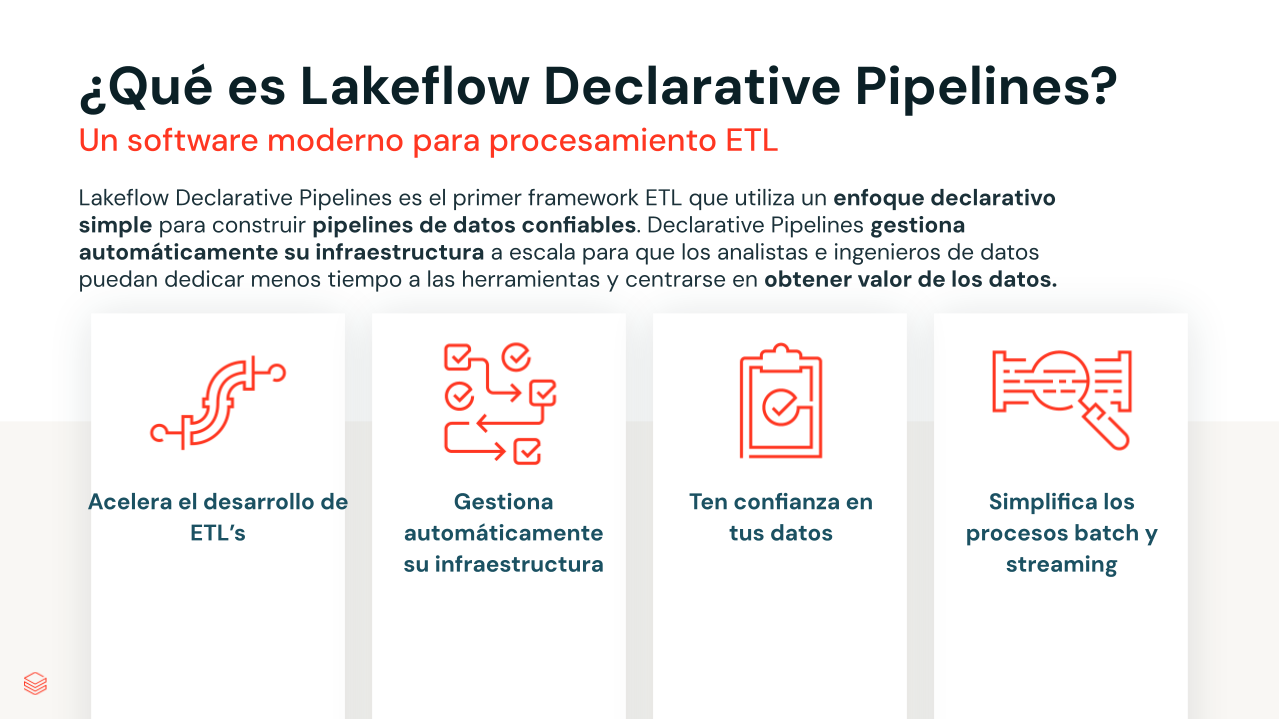 ¿Qué es Lakeflow Declarative Pipelines?
Un software moderno para procesamiento ETL
Lakeflow Declarative Pipelines es el primer framework ETL que utiliza un enfoque declarativo
simple para construir pipelines de datos confiables. Declarative Pipelines gestiona
automáticamente su infraestructura a escala para que los analistas e ingenieros de datos
puedan dedicar menos tiempo a las herramientas y centrarse en obtener valor de los datos.
Acelera el desarrollo de
ETL’s
Gestiona
automáticamente
su infraestructura
Ten confianza en
tus datos
Simplifica los
procesos batch y
streaming